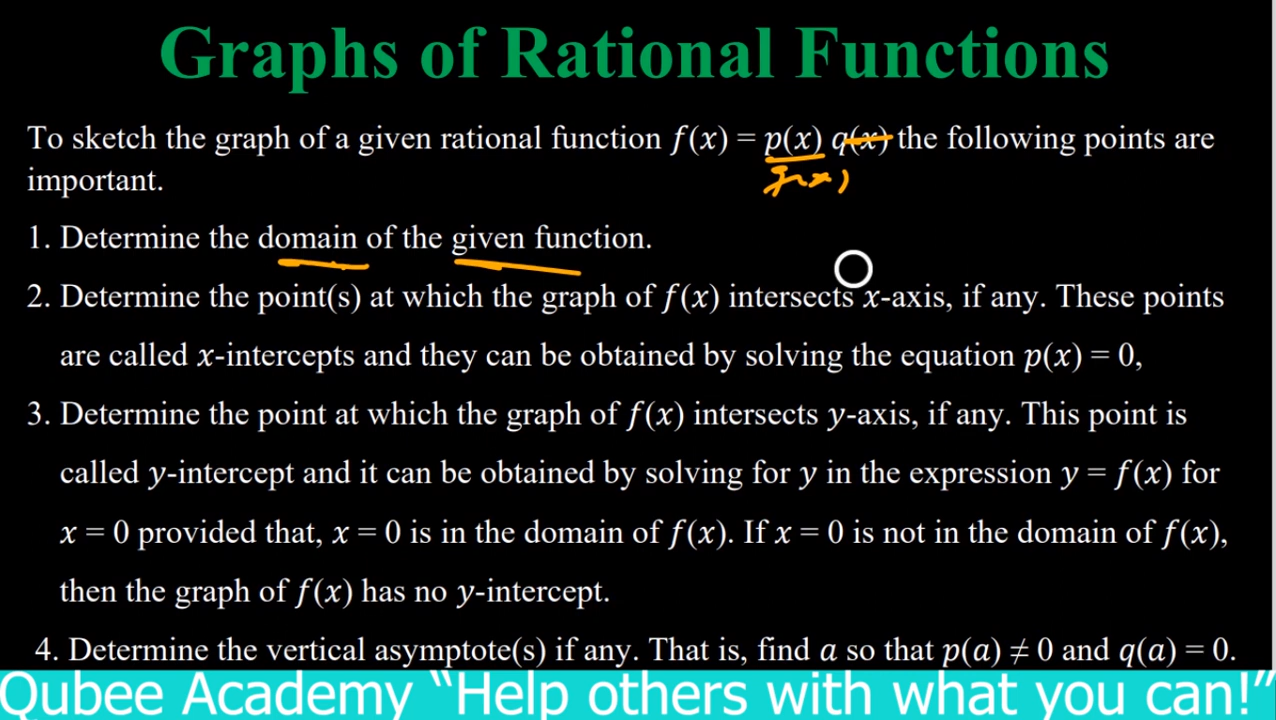 Graphs of Rational Functions
To sketch the graph of a given rational function f(x) = p(x) q(x) the following points are
important.
1. Determine the domain of the given function.
2. Determine the point(s) at which the graph of f(x) intersects x-axis, if any. These points
are called x-intercepts and they can be obtained by solving the equation p(x) = 0,
3. Determine the point at which the graph of f(x) intersects y-axis, if any. This point is
called y-intercept and it can be obtained by solving for y in the expression y = f(x) for
x = 0 provided that, x = 0 is in the domain of f(x). If x = 0 is not in the domain of f(x),
then the graph of f(x) has no y-intercept.
4. Determine the vertical asymptote(s) if any. That is, find a so that p(a) ≠ 0 and q(a) = 0.
Qubee Academy “Help others with what you can!”